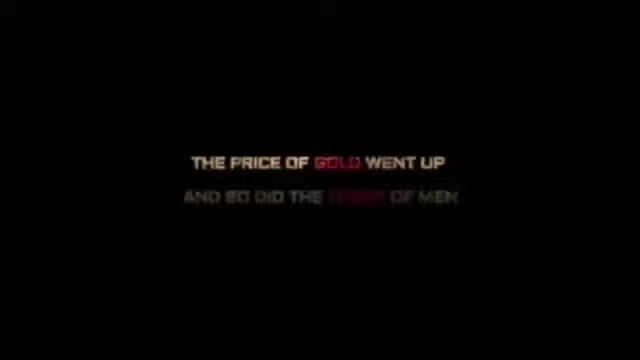 THE PRICE OF GOLD WENT UP
AND SO DID THE OF MEN